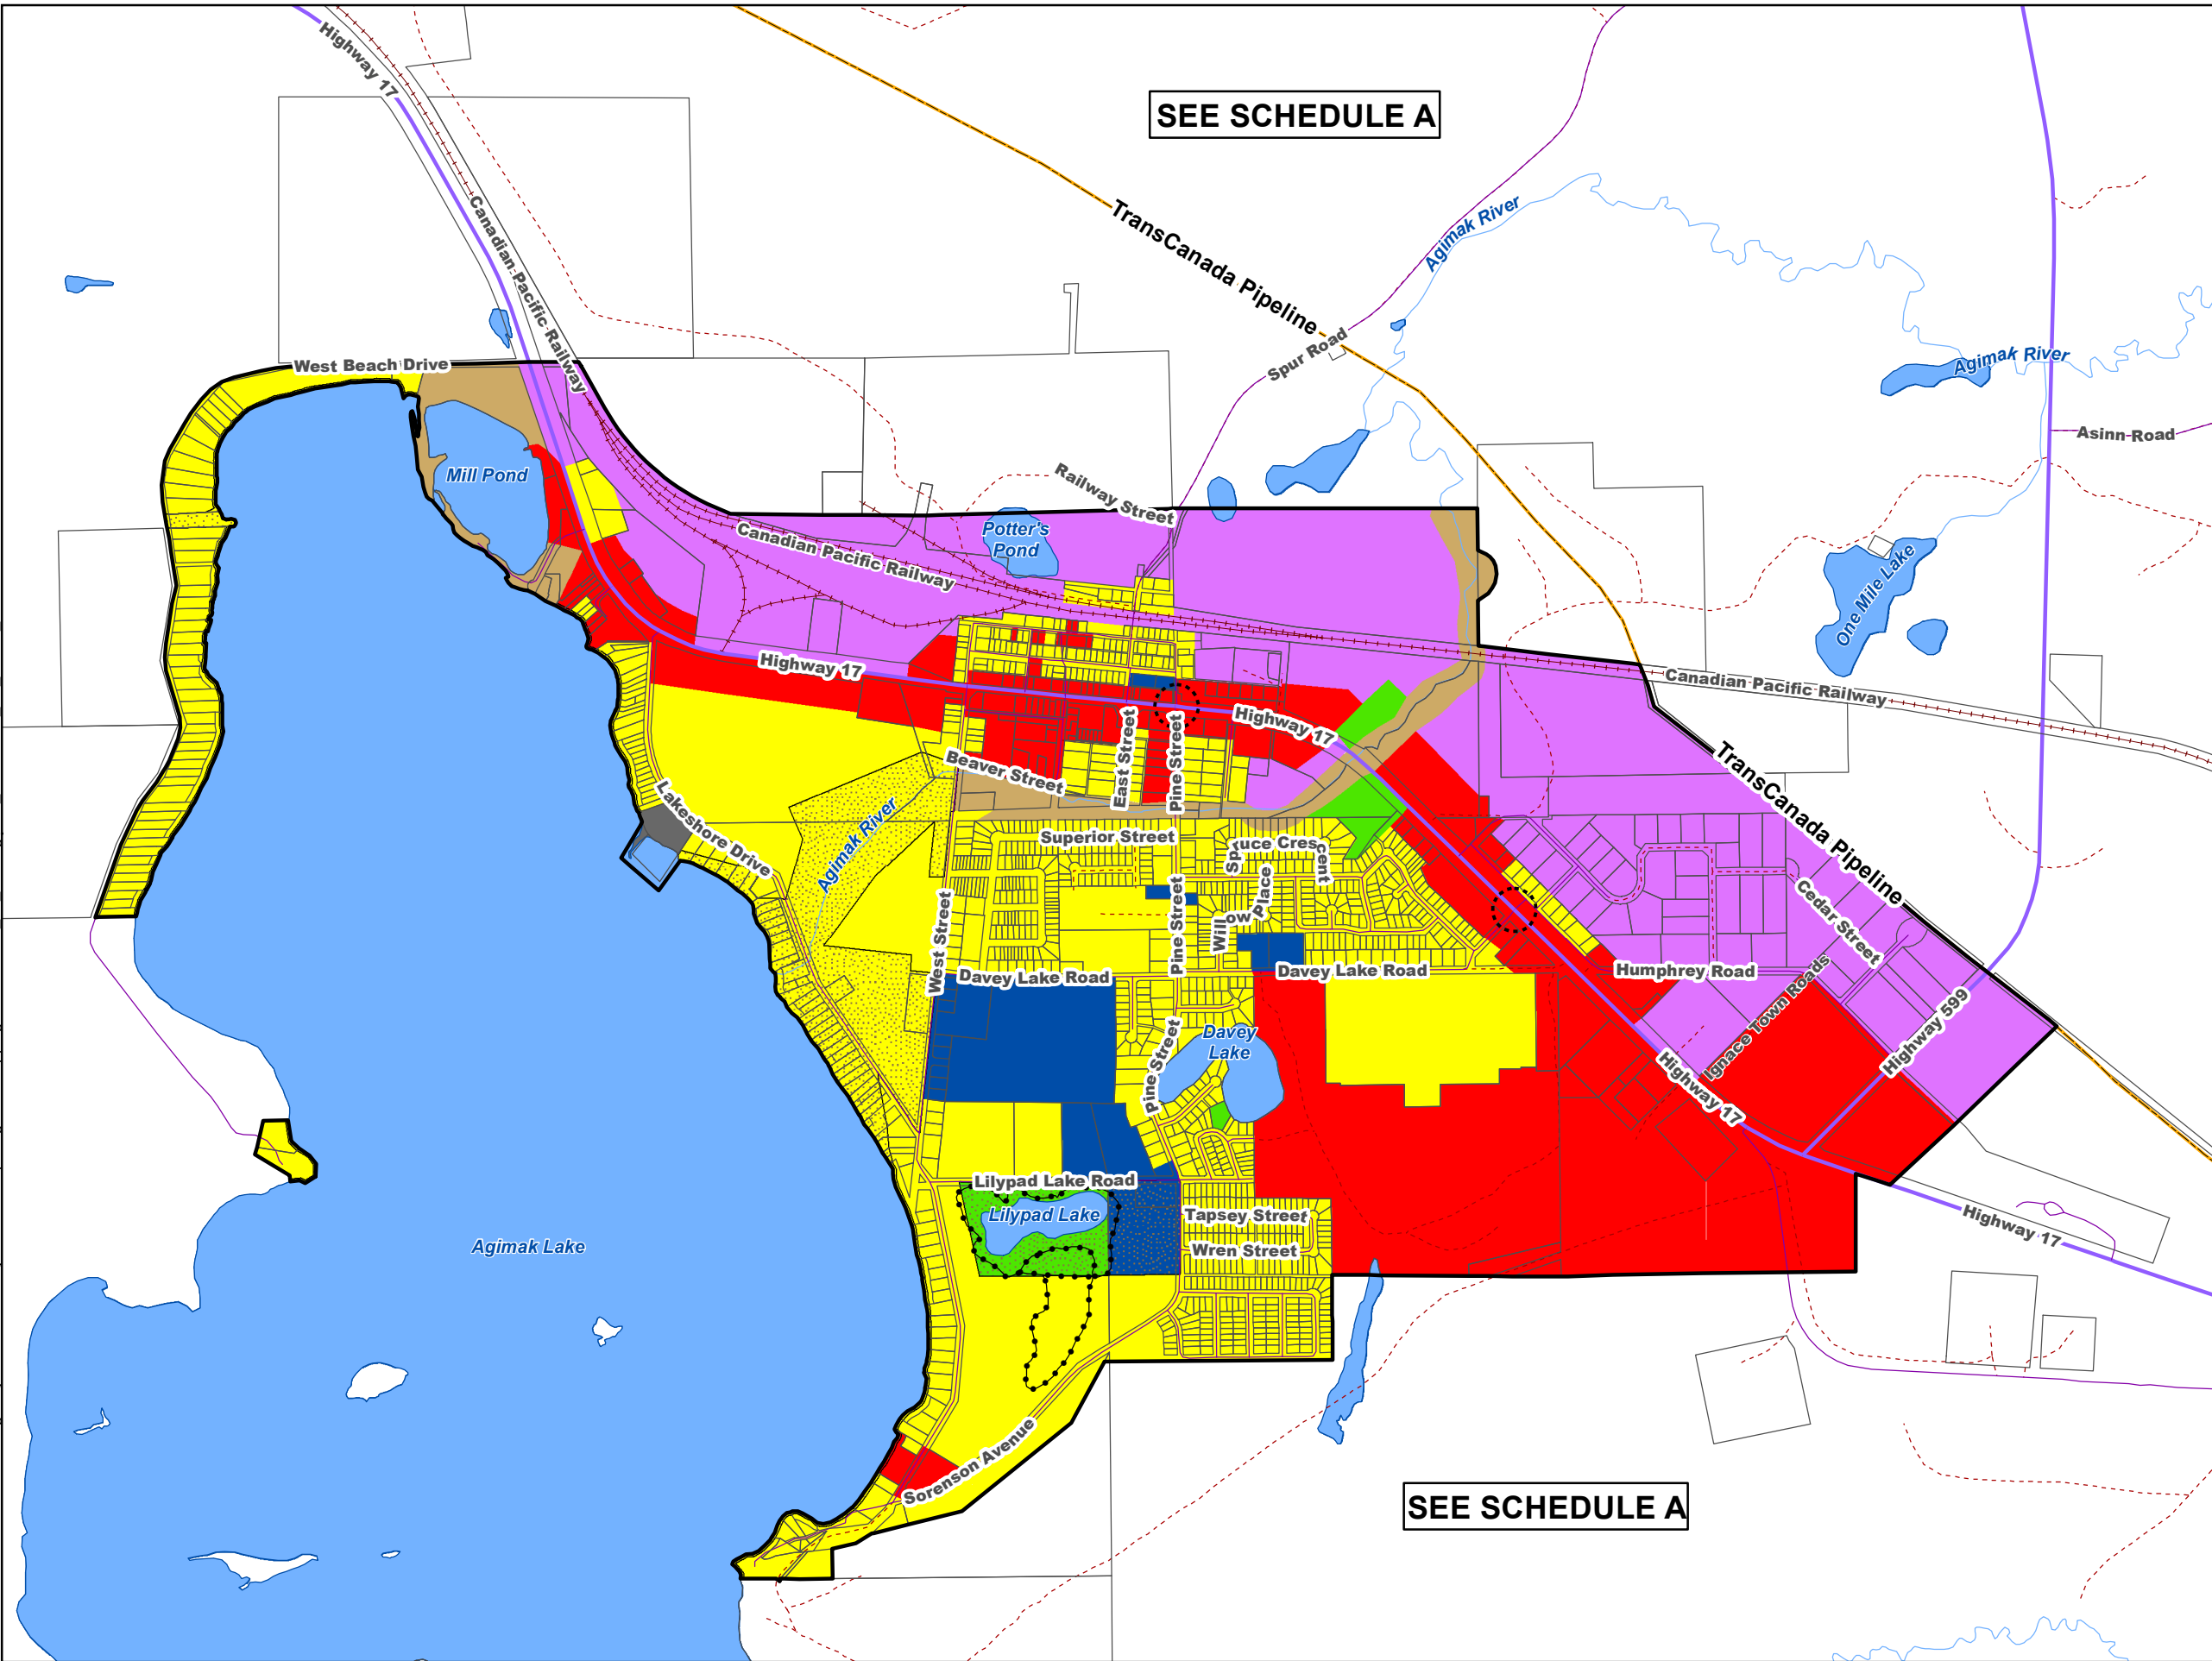 Highway 17
SEE SCHEDULE A
Canadian Pacific Railway
TransCanada Pipeline
Agimak River
Spur Road
Agimak River
West Beach Drive
Asinn Road
Mill Pond
Railway Street
Potter's
Pond
Canadian Pacific Railway
One Mile Lake
Highway 17
Canadian Pacific Railway
Highway 17
East Street
Pine Street
Beaver Street
TransCanada Pipeline
Lakeshore Drive
Agimak River
Superior Street
Spruce Crescent
Willow Place
West Street
Pine Street
Cedar Street
Davey Lake Road
Davey Lake Road
Humphrey Road
Ignace Town Roads
Highway 599
Davey
Lake
Pine Street
Highway 17
Lilypad Lake Road
Lilypad Lake
Tapsey Street
Wren Street
Highway 17
Agimak Lake
Sorenson Avenue
SEE SCHEDULE A